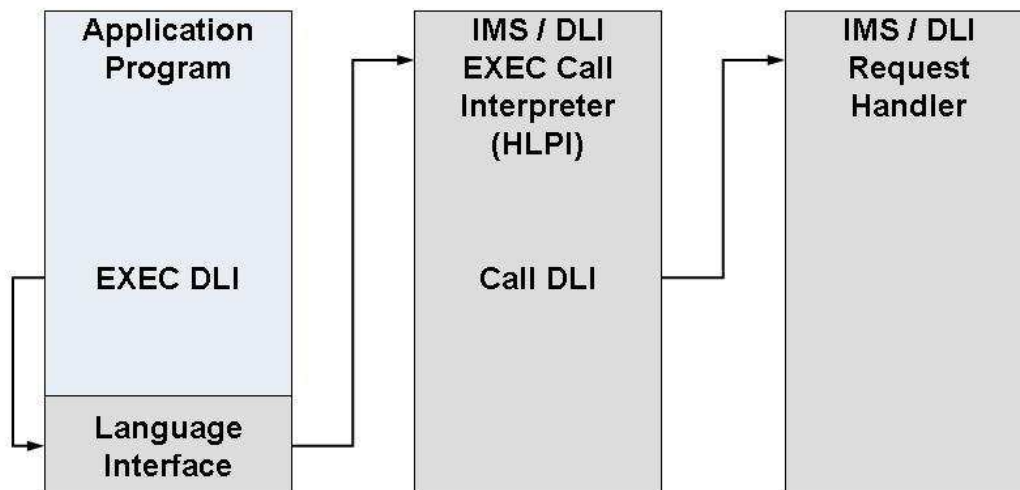 Application
Program
EXEC DLI
Language
Interface
IMS / DLI
EXEC Call
Interpreter
(HLPI)
Call DLI
IMS / DLI
Request
Handler